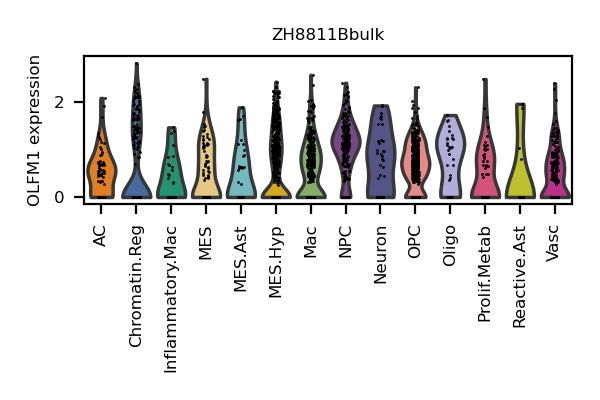 ZH8811Bbulk
OLFM1 expression
2
0
AC
Chromatin.Reg
Inflammatory.Mac
MES
MES.Ast
MES.Hyp
Mac
NPC
Neuron
OPC
Oligo
Prolif.Metab
Reactive.Ast
Vasc